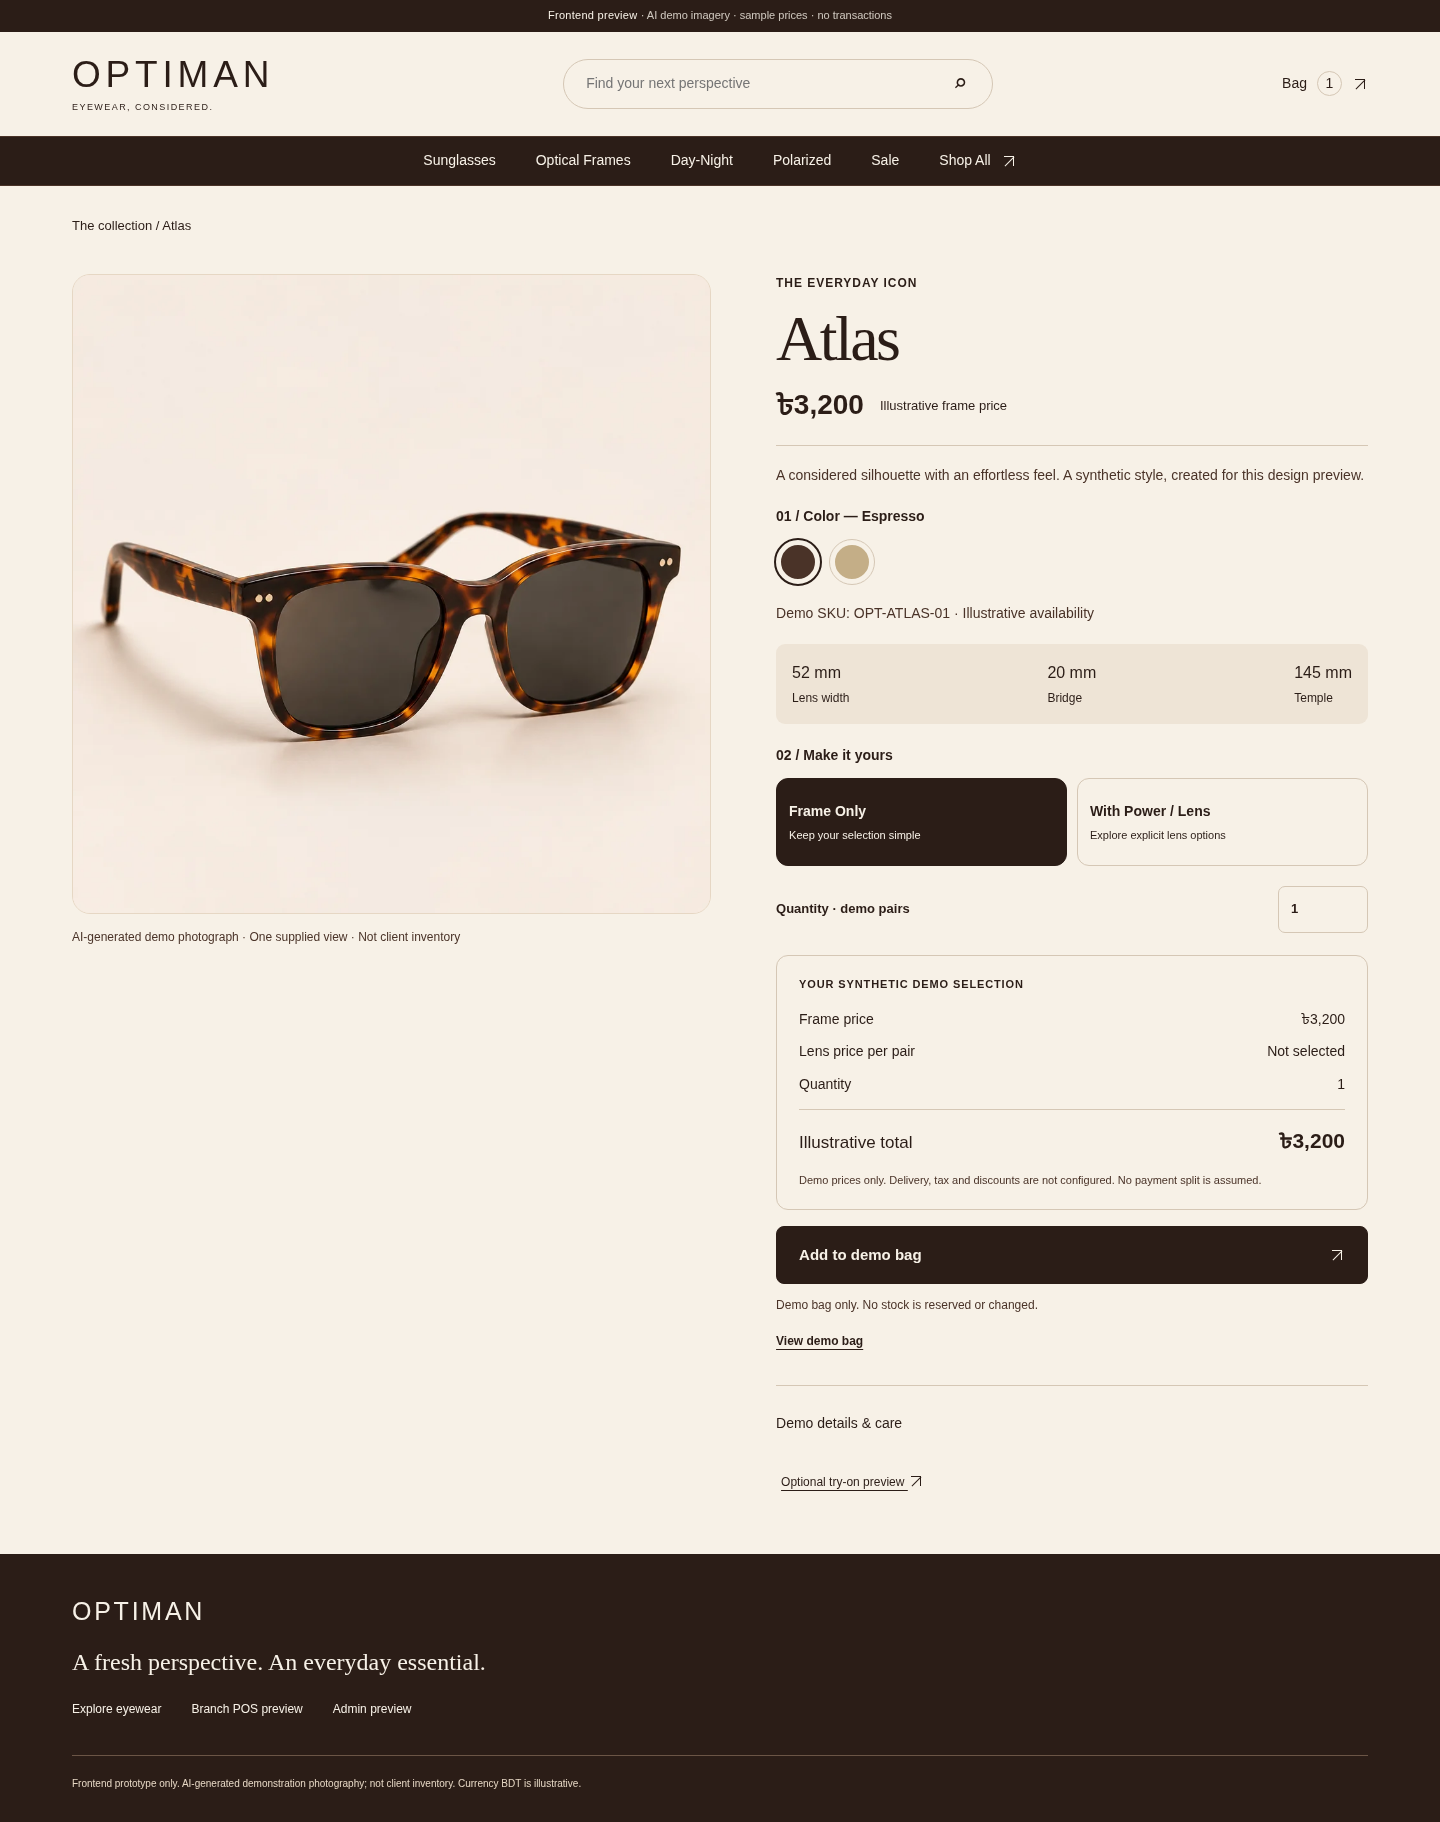 Frontend preview · AI demo imagery · sample prices · no transactions
OPTIMAN
EYEWEAR, CONSIDERED.
Find your next perspective
Bag 1
Sunglasses Optical Frames Day-Night Polarized Sale Shop All
The collection / Atlas
THE EVERYDAY ICON
Atlas
৳3,200 Illustrative frame price
A considered silhouette with an effortless feel. A synthetic style, created for this design preview.
01 / Color — Espresso
Demo SKU: OPT-ATLAS-01 · Illustrative availability
52 mm 20 mm 145 mm
Lens width Bridge Temple
02 / Make it yours
Frame Only With Power / Lens
Keep your selection simple Explore explicit lens options
Quantity · demo pairs 1
AI-generated demo photograph · One supplied view · Not client inventory
YOUR SYNTHETIC DEMO SELECTION
Frame price ৳3,200
Lens price per pair Not selected
Quantity 1
Illustrative total ৳3,200
Demo prices only. Delivery, tax and discounts are not configured. No payment split is assumed.
Add to demo bag
Demo bag only. No stock is reserved or changed.
View demo bag
Demo details & care
Optional try-on preview
OPTIMAN
A fresh perspective. An everyday essential.
Explore eyewear Branch POS preview Admin preview
Frontend prototype only. AI-generated demonstration photography; not client inventory. Currency BDT is illustrative.